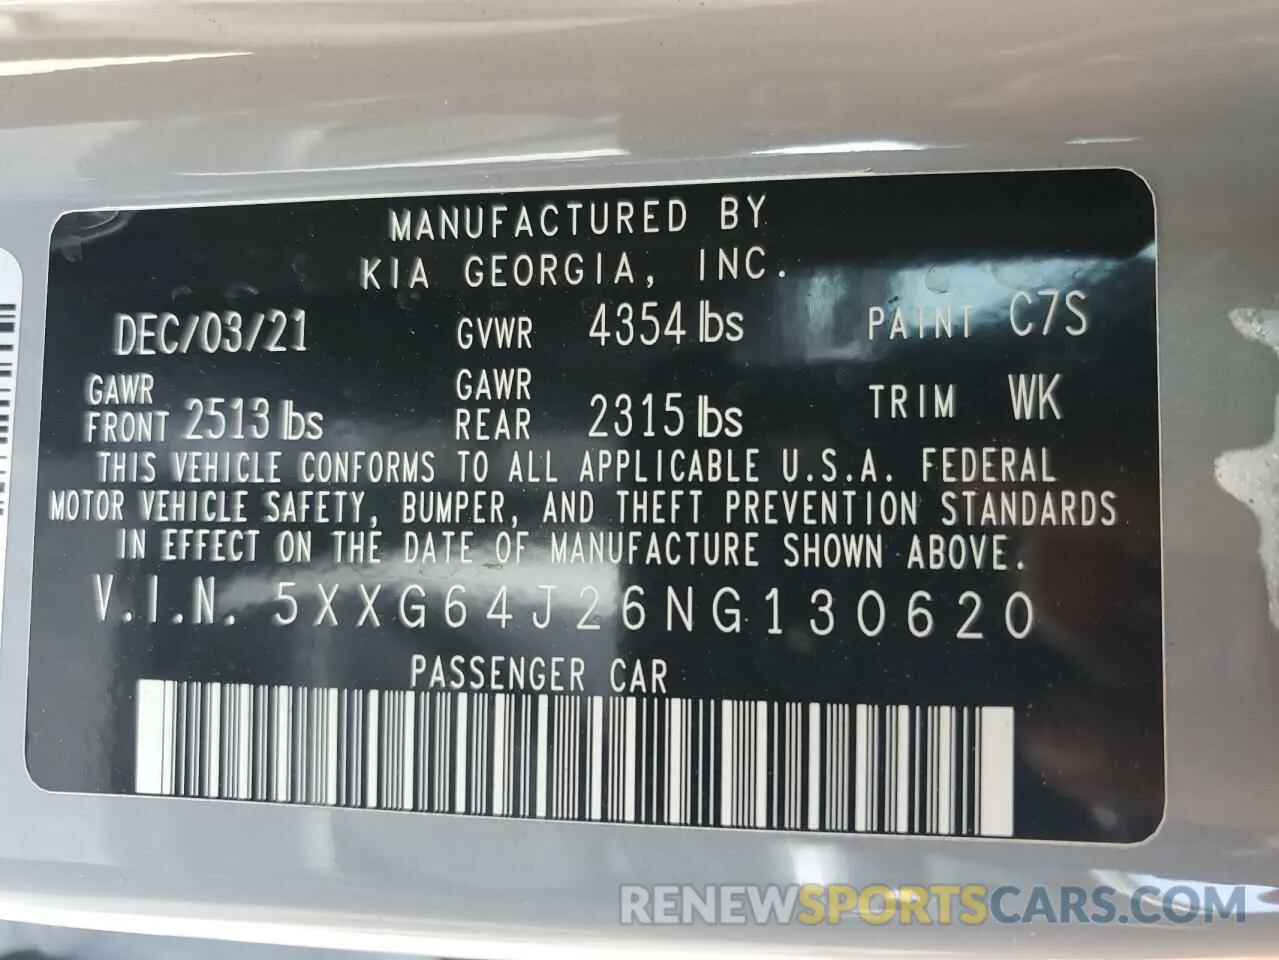 MANUFACTURED BY
KIA GEORGIA, INC.
DEC/03/21 GVWR 4354 lbs PAINT C7S
GAWR FRONT 2513 lbs GAWR REAR 2315 lbs TRIM WK
THIS VEHICLE CONFORMS TO ALL APPLICABLE U.S.A. FEDERAL
MOTOR VEHICLE SAFETY, BUMPER, AND THEFT PREVENTION STANDARDS
IN EFFECT ON THE DATE OF MANUFACTURE SHOWN ABOVE.
V.I.N. 5XXG64J26NG130620
PASSENGER CAR
RENEWSPORTSCARS.COM